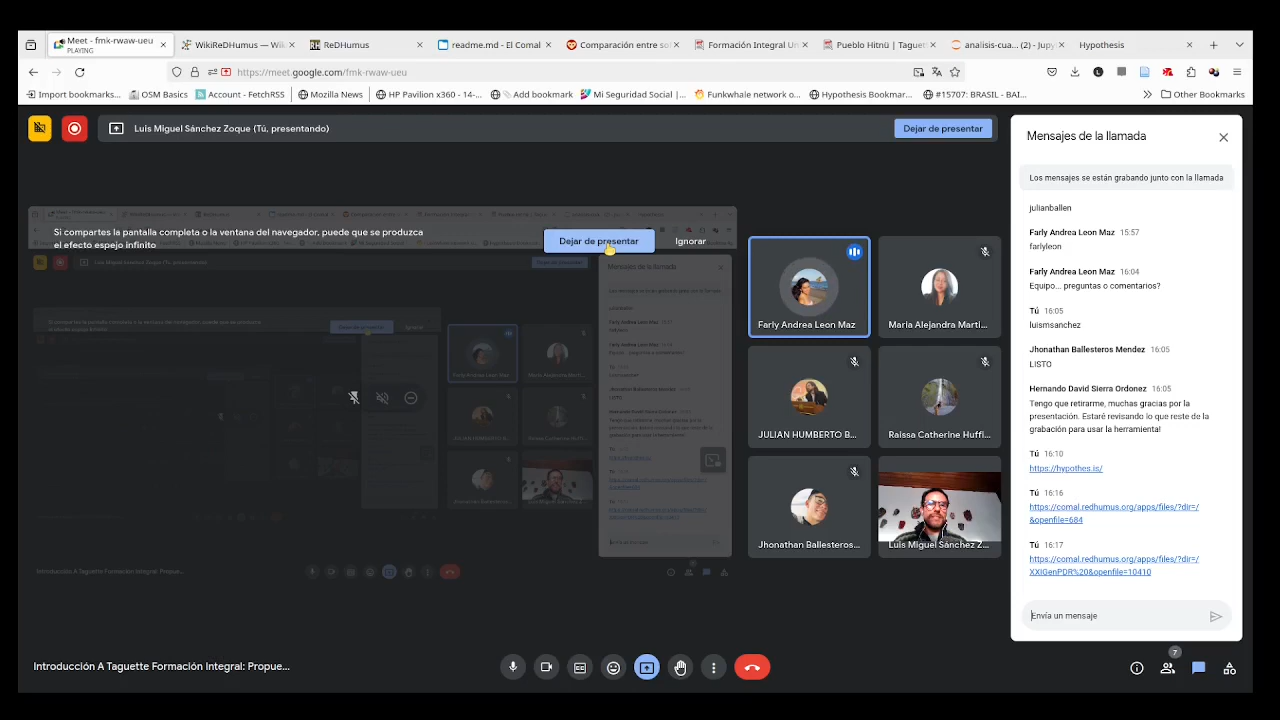 Meet - fmk-rwaw-ueu
PLAYING
WikiReDHumus — Wiki
ReDHumus
readme.md - El Comal
Comparación entre sof
Formación Integral Un
Pueblo Hitnü | Taguet
analisis-cua... ( - Jupy
Hypothesis
https://meet.google.com/fmk-rwaw-ueu
Import bookmarks...
OSM Basics
Account - FetchRSS
Mozilla News
HP Pavilion x360 - 14-...
Add bookmark
Mi Seguridad Social |...
Funkwhale network o...
Hypothesis Bookmar...
#15707: BRASIL - BAI...
Other Bookmarks
Luis Miguel Sánchez Zoque (Tú, presentando)
Dejar de presentar
Si compartes la pantalla completa o la ventana del navegador, puede que se produzca
el efecto espejo infinito
Dejar de presentar
Ignorar
Farly Andrea Leon Maz
Maria Alejandra Marti...
JULIAN HUMBERTO B...
Raissa Catherine Huffi...
Jhonathan Ballesteros...
Luis Miguel Sánchez Z...
Mensajes de la llamada
Los mensajes se están grabando junto con la llamada
julianballen
Farly Andrea Leon Maz 15:57
farlyleon
Farly Andrea Leon Maz 16:04
Equipo... preguntas o comentarios?
Tú 16:05
luismsanchez
Jhonathan Ballesteros Mendez 16:05
LISTO
Hernando David Sierra Ordonez 16:05
Tengo que retirarme, muchas gracias por la
presentación. Estaré revisando lo que reste de la
grabación para usar la herramienta!
Tú 16:10
https://hypothes.is/
Tú 16:16
https://comal.redhumus.org/apps/files/?dir=/
&openfile=684
Tú 16:17
https://comal.redhumus.org/apps/files/?dir=/
XXIGenPDR%20&openfile=10410
Envía un mensaje
Introducción A Taguette Formación Integral: Propue...
7